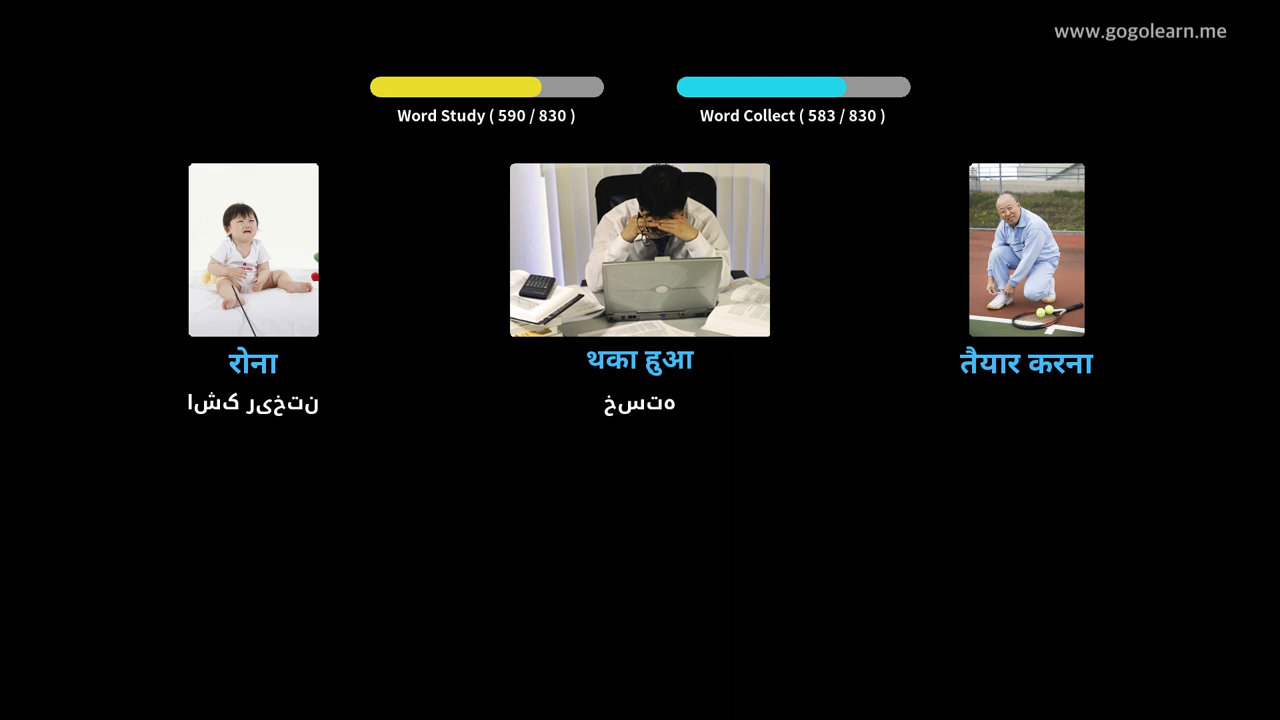 www.gogolearn.me
Word Study ( 590 / 830 )
Word Collect ( 583 / 830 )
रोना
थका हुआ
तैयार करना
اشک ریختن
خسته